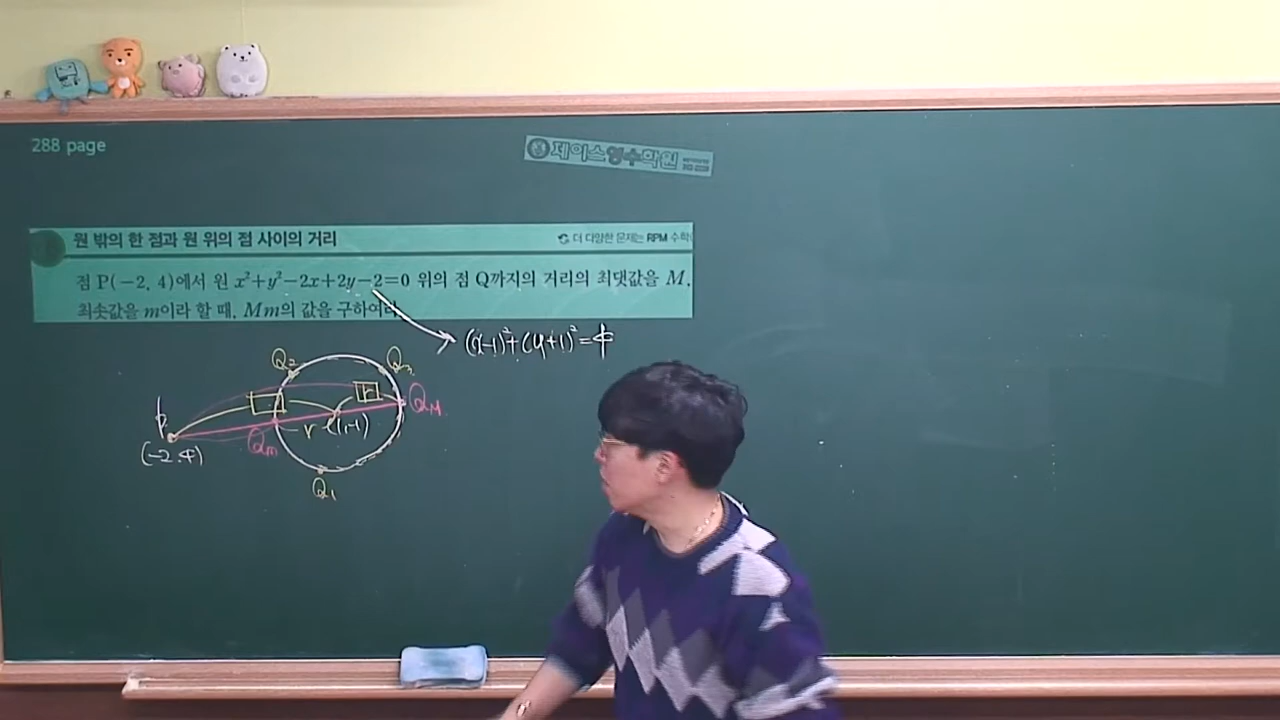 288 page
제이스영수학원
원 밖의 한 점과 원 위의 점 사이의 거리
더 다양한 문제는 RPM 수학
점 P(-2, 4)에서 원 x²+y²-2x+2y-2=0 위의 점 Q까지의 거리의 최댓값을 M,
최솟값을 m이라 할 때, Mm의 값을 구하여라
(x-1)²+(y+1)²=4
Q₂
Q₃
r
Q_M
P
r
(1,-1)
Q_m
(-2,4)
Q₁